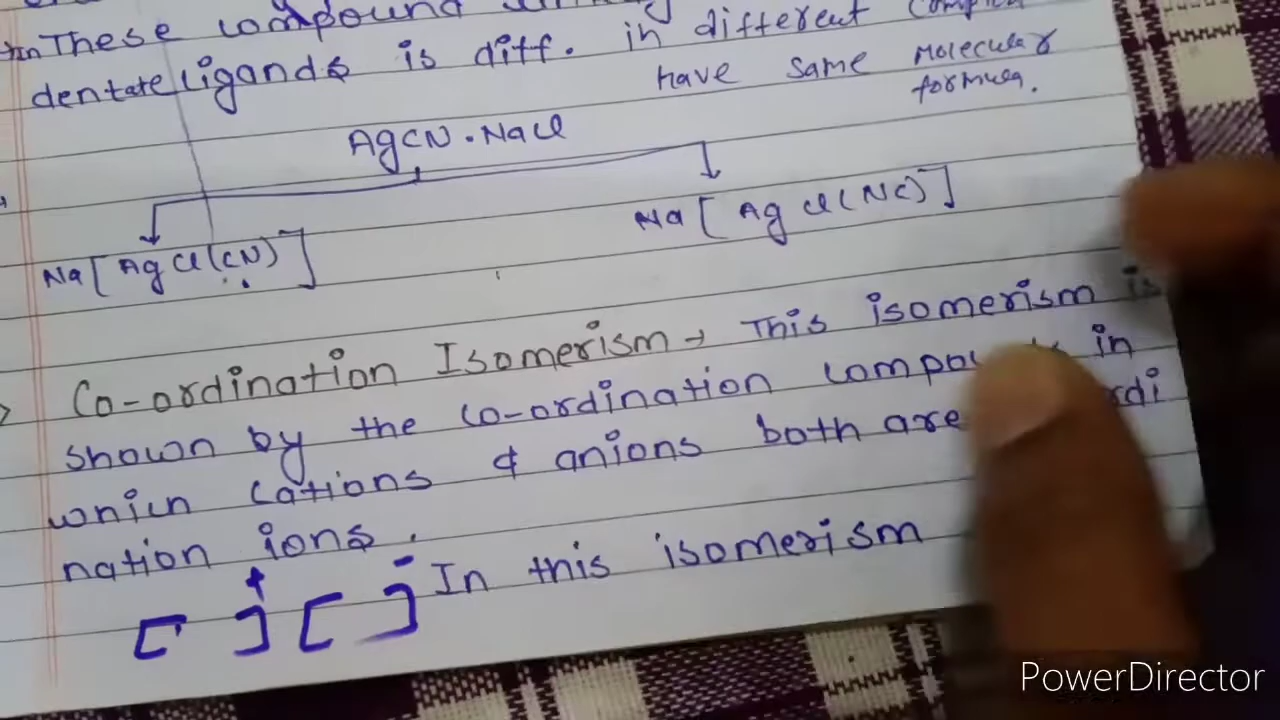 These compound
dentate ligands is diff. in different
have same molecular
formula.
AgCN.NaCl
Na[AgCl(CN)] Na[AgCl(NC)]
Co-ordination Isomerism → This isomerism is
shown by the co-ordination in
which cations & anions both are
nation ions.
[ ]+ [ ]- In this isomerism
PowerDirector